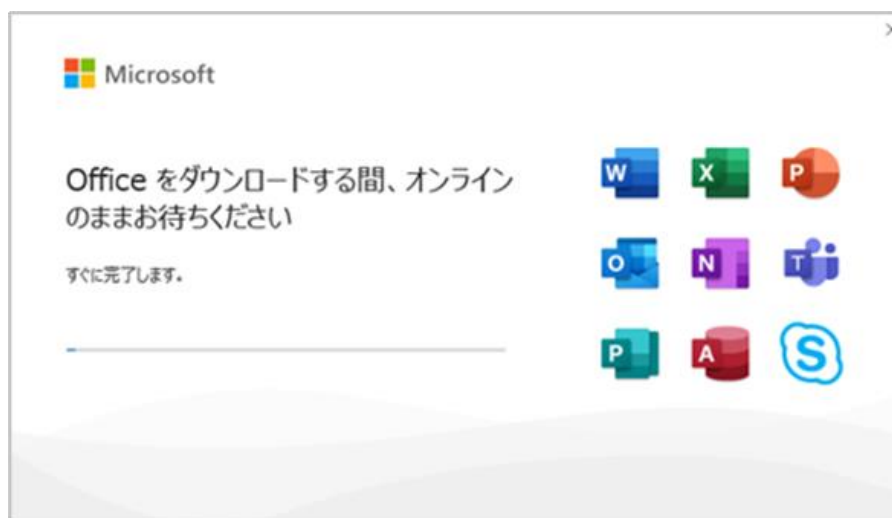 Microsoft
Office をダウンロードする間、オンライン
のままお待ちください
すぐに完了します。
W
X
P
O
N
T
P
A
S